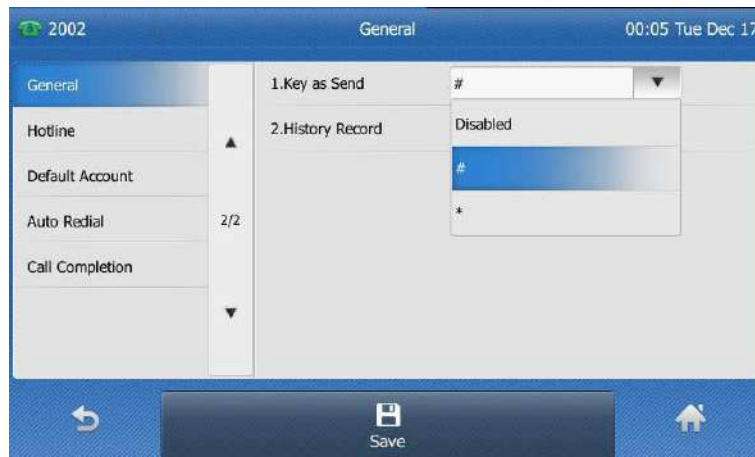 2002 General 00:05 Tue Dec 17
General
Hotline
Default Account
Auto Redial
Call Completion
2/2
1.Key as Send #
2.History Record
Disabled
#
*
Save